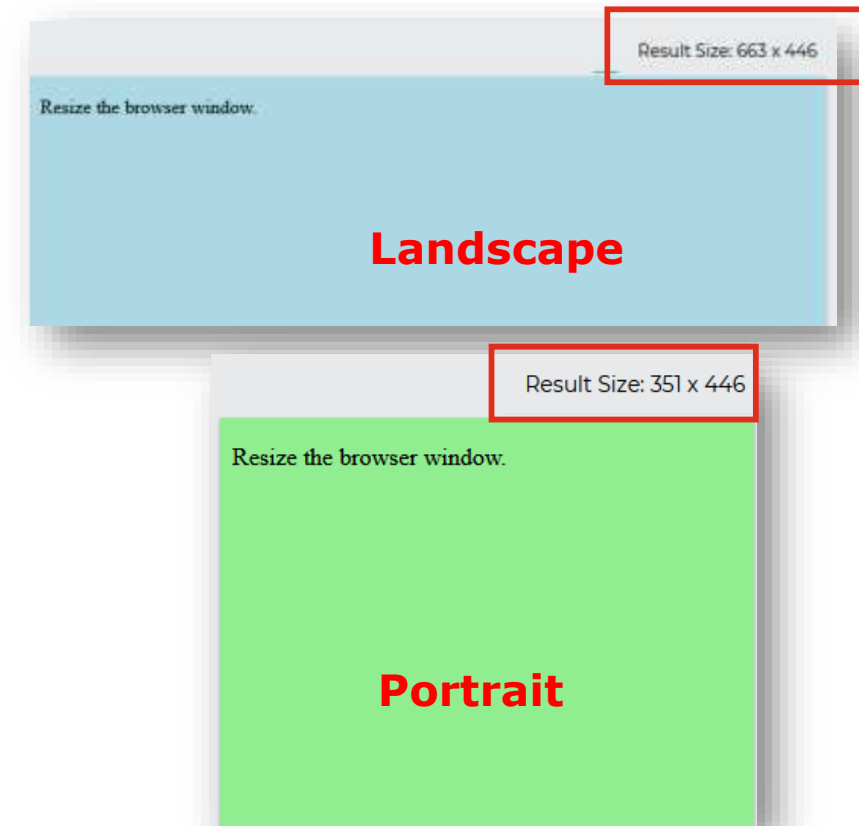 Result Size: 663 x 446
Resize the browser window.
Landscape
Result Size: 351 x 446
Resize the browser window.
Portrait